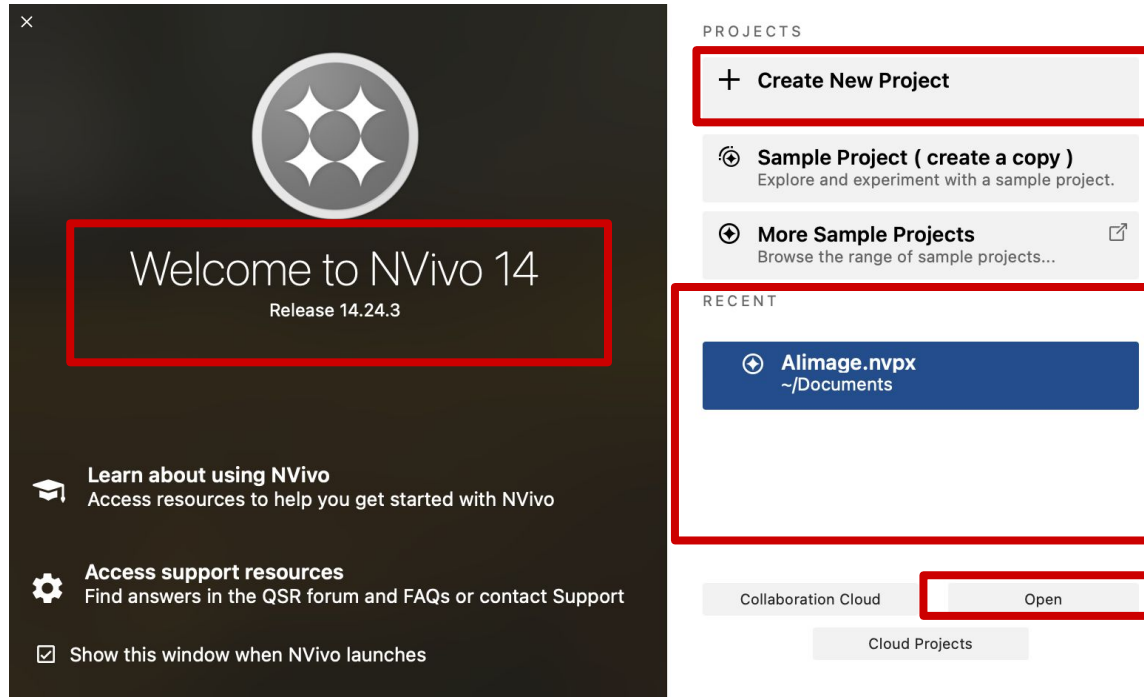 Welcome to NVivo 14
Release 14.24.3
Learn about using NVivo
Access resources to help you get started with NVivo
Access support resources
Find answers in the QSR forum and FAQs or contact Support
Show this window when NVivo launches
PROJECTS
Create New Project
Sample Project ( create a copy )
Explore and experiment with a sample project.
More Sample Projects
Browse the range of sample projects...
RECENT
AIimage.nvpx
~/Documents
Collaboration Cloud
Open
Cloud Projects